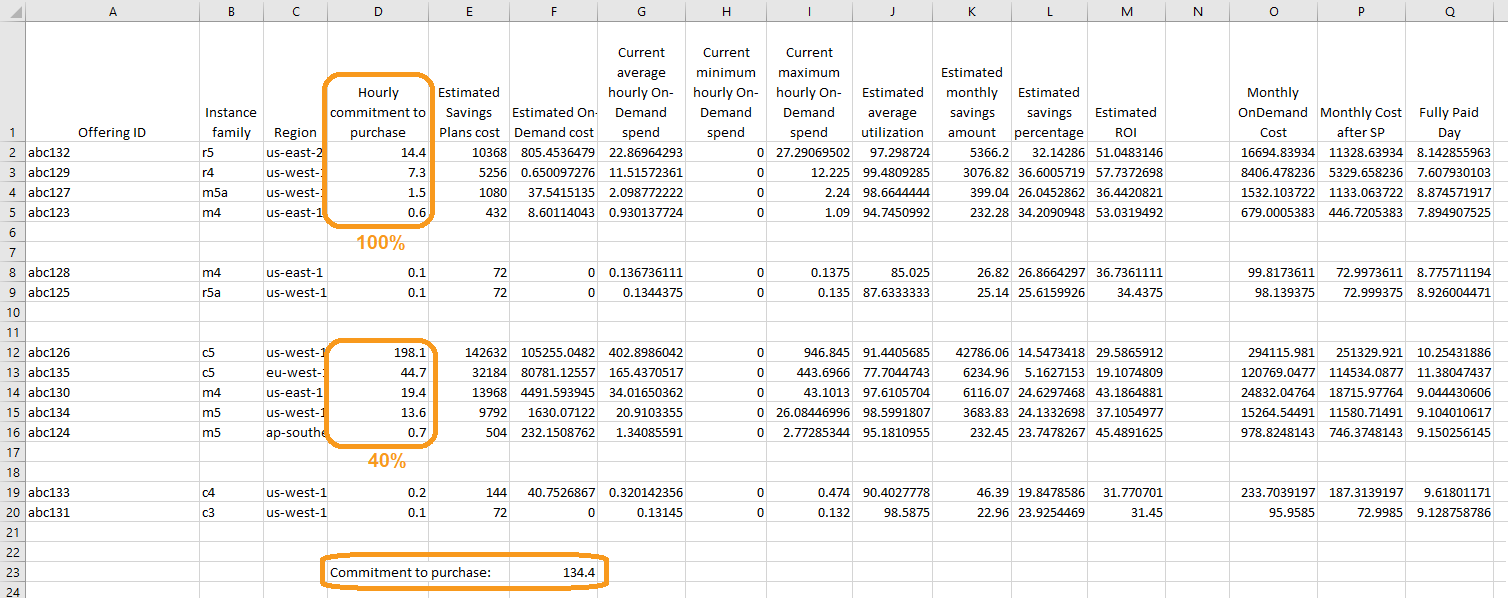 A B C D E F G H I J K L M N O P Q
1 Offering ID Instance family Region Hourly commitment to purchase Estimated Savings Plans cost Estimated On-Demand cost Current average hourly On-Demand spend Current minimum hourly On-Demand spend Current maximum hourly On-Demand spend Estimated average utilization Estimated monthly savings amount Estimated savings percentage Estimated ROI Monthly OnDemand Cost Monthly Cost after SP Fully Paid Day
2 abc132 r5 us-east-2 14.4 10368 805.4536479 22.86964293 0 27.29069502 97.298724 5366.2 32.14286 51.0483146 16694.83934 11328.63934 8.142855963
3 abc129 r4 us-west- 7.3 5256 0.650097276 11.51572361 0 12.225 99.4809285 3076.82 36.6005719 57.7372698 8406.478236 5329.658236 7.607930103
4 abc127 m5a us-west- 1.5 1080 37.5415135 2.098772222 0 2.24 98.6644444 399.04 26.0452862 36.4420821 1532.103722 1133.063722 8.874571917
5 abc123 m4 us-east-1 0.6 432 8.60114043 0.930137724 0 1.09 94.7450992 232.28 34.2090948 53.0319492 679.0005383 446.7205383 7.894907525
6 100%
7
8 abc128 m4 us-east-1 0.1 72 0 0.136736111 0 0.1375 85.025 26.82 26.8664297 36.7361111 99.8173611 72.9973611 8.775711194
9 abc125 r5a us-west-1 0.1 72 0 0.1344375 0 0.135 87.6333333 25.14 25.6159926 34.4375 98.139375 72.999375 8.926004471
10
11
12 abc126 c5 us-west-1 198.1 142632 105255.0482 402.8986042 0 946.845 91.4405685 42786.06 14.5473418 29.5865912 294115.981 251329.921 10.25431886
13 abc135 c5 eu-west- 44.7 32184 80781.12557 165.4370517 0 443.6966 77.7044743 6234.96 5.1627153 19.1074809 120769.0477 114534.0877 11.38047437
14 abc130 m4 us-east-1 19.4 13968 4491.593945 34.01650362 0 43.1013 97.6105704 6116.07 24.6297468 43.1864881 24832.04764 18715.97764 9.044430606
15 abc134 m5 us-west-1 13.6 9792 1630.07122 20.9103355 0 26.08446996 98.5991807 3683.83 24.1332698 37.1054977 15264.54491 11580.71491 9.104010617
16 abc124 m5 ap-southe 0.7 504 232.1508762 1.34085591 0 2.77285344 95.1810955 232.45 23.7478267 45.4891625 978.8248143 746.3748143 9.150256145
17 40%
18
19 abc133 c4 us-west-1 0.2 144 40.7526867 0.320142356 0 0.474 90.4027778 46.39 19.8478586 31.770701 233.7039197 187.3139197 9.61801171
20 abc131 c3 us-west-1 0.1 72 0 0.13145 0 0.132 98.5875 22.96 23.9254469 31.45 95.9585 72.9985 9.128758786
21
22
23 Commitment to purchase: 134.4
24